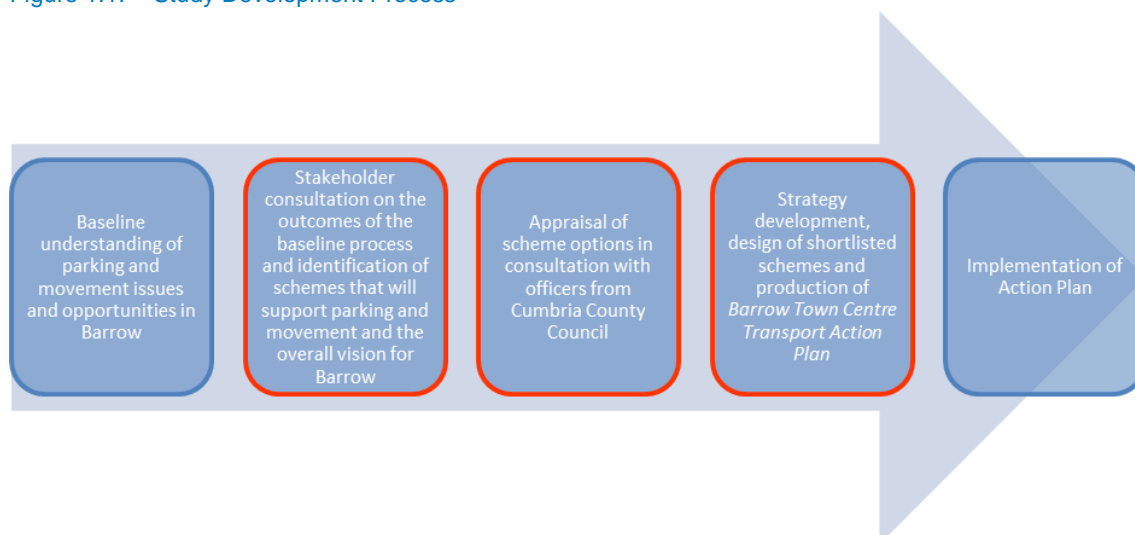 Figure 1.1: Study Development Process
Baseline
understanding of
parking and
movement issues
and opportunities in
Barrow
Stakeholder
consultation on the
outcomes of the
baseline process
and identification of
schemes that will
support parking and
movement and the
overall vision for
Barrow
Appraisal of
scheme options in
consultation with
officers from
Cumbria County
Council
Strategy
development,
design of shortlisted
schemes and
production of
Barrow Town Centre
Transport Action
Plan
Implementation of
Action Plan